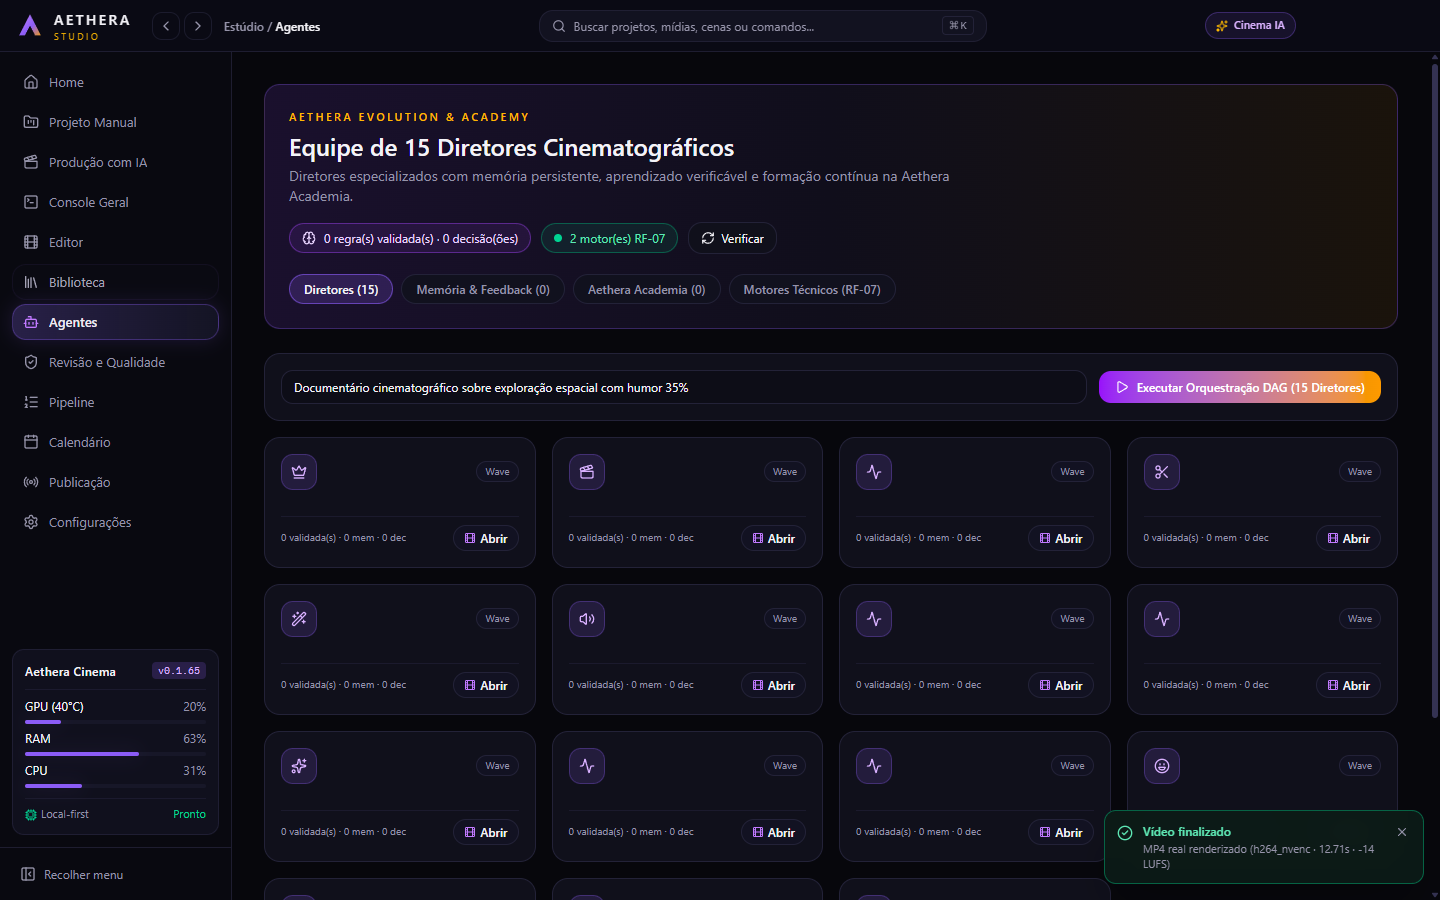 AETHERA
STUDIO
Estúdio / Agentes
Buscar projetos, mídias, cenas ou comandos...
⌘K
Cinema IA
Home
Projeto Manual
Produção com IA
Console Geral
Editor
Biblioteca
Agentes
Revisão e Qualidade
Pipeline
Calendário
Publicação
Configurações
Aethera Cinema
v0.1.65
GPU (40°C) 20%
RAM 63%
CPU 31%
Local-first Pronto
Recolher menu
AETHERA EVOLUTION & ACADEMY
Equipe de 15 Diretores Cinematográficos
Diretores especializados com memória persistente, aprendizado verificável e formação contínua na Aethera
Academia.
0 regra(s) validada(s) · 0 decisão(ões)
2 motor(es) RF-07
Verificar
Diretores (15)
Memória & Feedback (0)
Aethera Academia (0)
Motores Técnicos (RF-07)
Documentário cinematográfico sobre exploração espacial com humor 35%
Executar Orquestração DAG (15 Diretores)
Wave
0 validada(s) · 0 mem · 0 dec
Abrir
Wave
0 validada(s) · 0 mem · 0 dec
Abrir
Wave
0 validada(s) · 0 mem · 0 dec
Abrir
Wave
0 validada(s) · 0 mem · 0 dec
Abrir
Wave
0 validada(s) · 0 mem · 0 dec
Abrir
Wave
0 validada(s) · 0 mem · 0 dec
Abrir
Wave
0 validada(s) · 0 mem · 0 dec
Abrir
Wave
0 validada(s) · 0 mem · 0 dec
Abrir
Wave
0 validada(s) · 0 mem · 0 dec
Abrir
Wave
0 validada(s) · 0 mem · 0 dec
Abrir
Wave
0 validada(s) · 0 mem · 0 dec
Abrir
Wave
Vídeo finalizado
MP4 real renderizado (h264_nvenc · 12.71s · -14
LUFS)